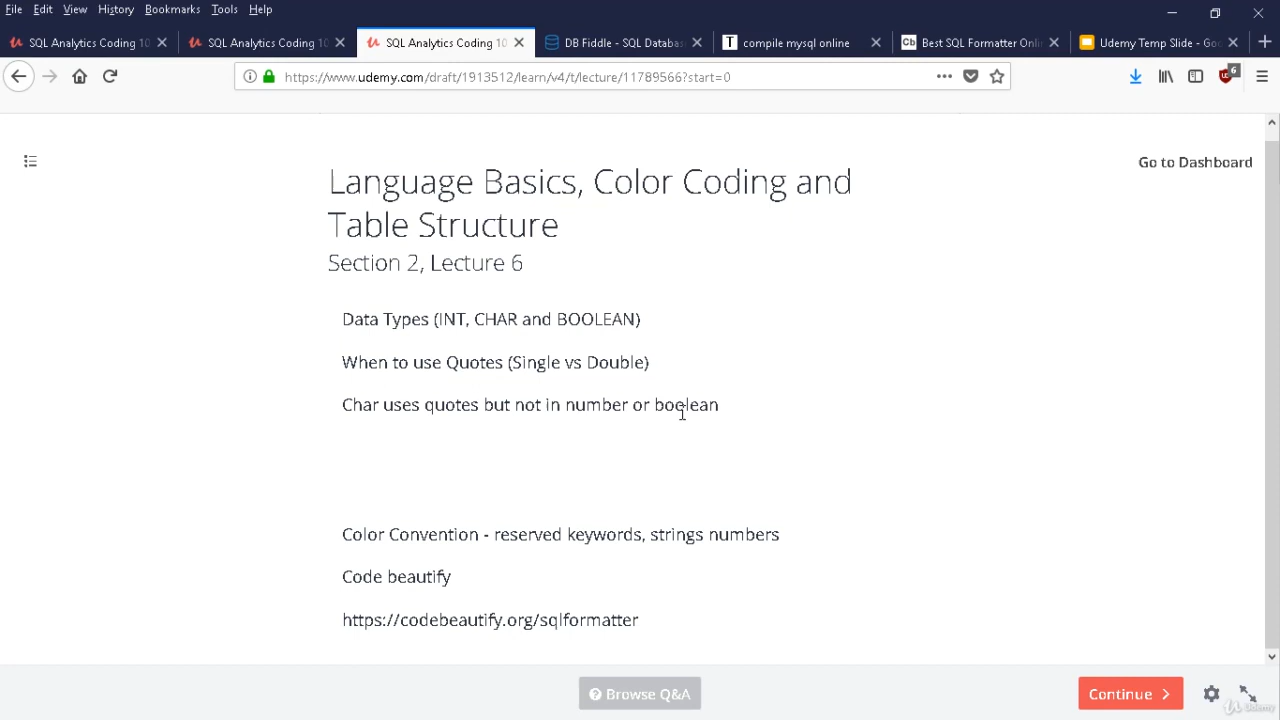 File Edit View History Bookmarks Tools Help
SQL Analytics Coding 10
SQL Analytics Coding 10
SQL Analytics Coding 10
DB Fiddle - SQL Databas
compile mysql online
Best SQL Formatter Onli
Udemy Temp Slide - Goo
https://www.udemy.com/draft/1913512/learn/v4/t/lecture/11789566?start=0
6
Go to Dashboard
Language Basics, Color Coding and
Table Structure
Section 2, Lecture 6
Data Types (INT, CHAR and BOOLEAN)
When to use Quotes (Single vs Double)
Char uses quotes but not in number or boolean
Color Convention - reserved keywords, strings numbers
Code beautify
https://codebeautify.org/sqlformatter
Browse Q&A
Continue
Udemy